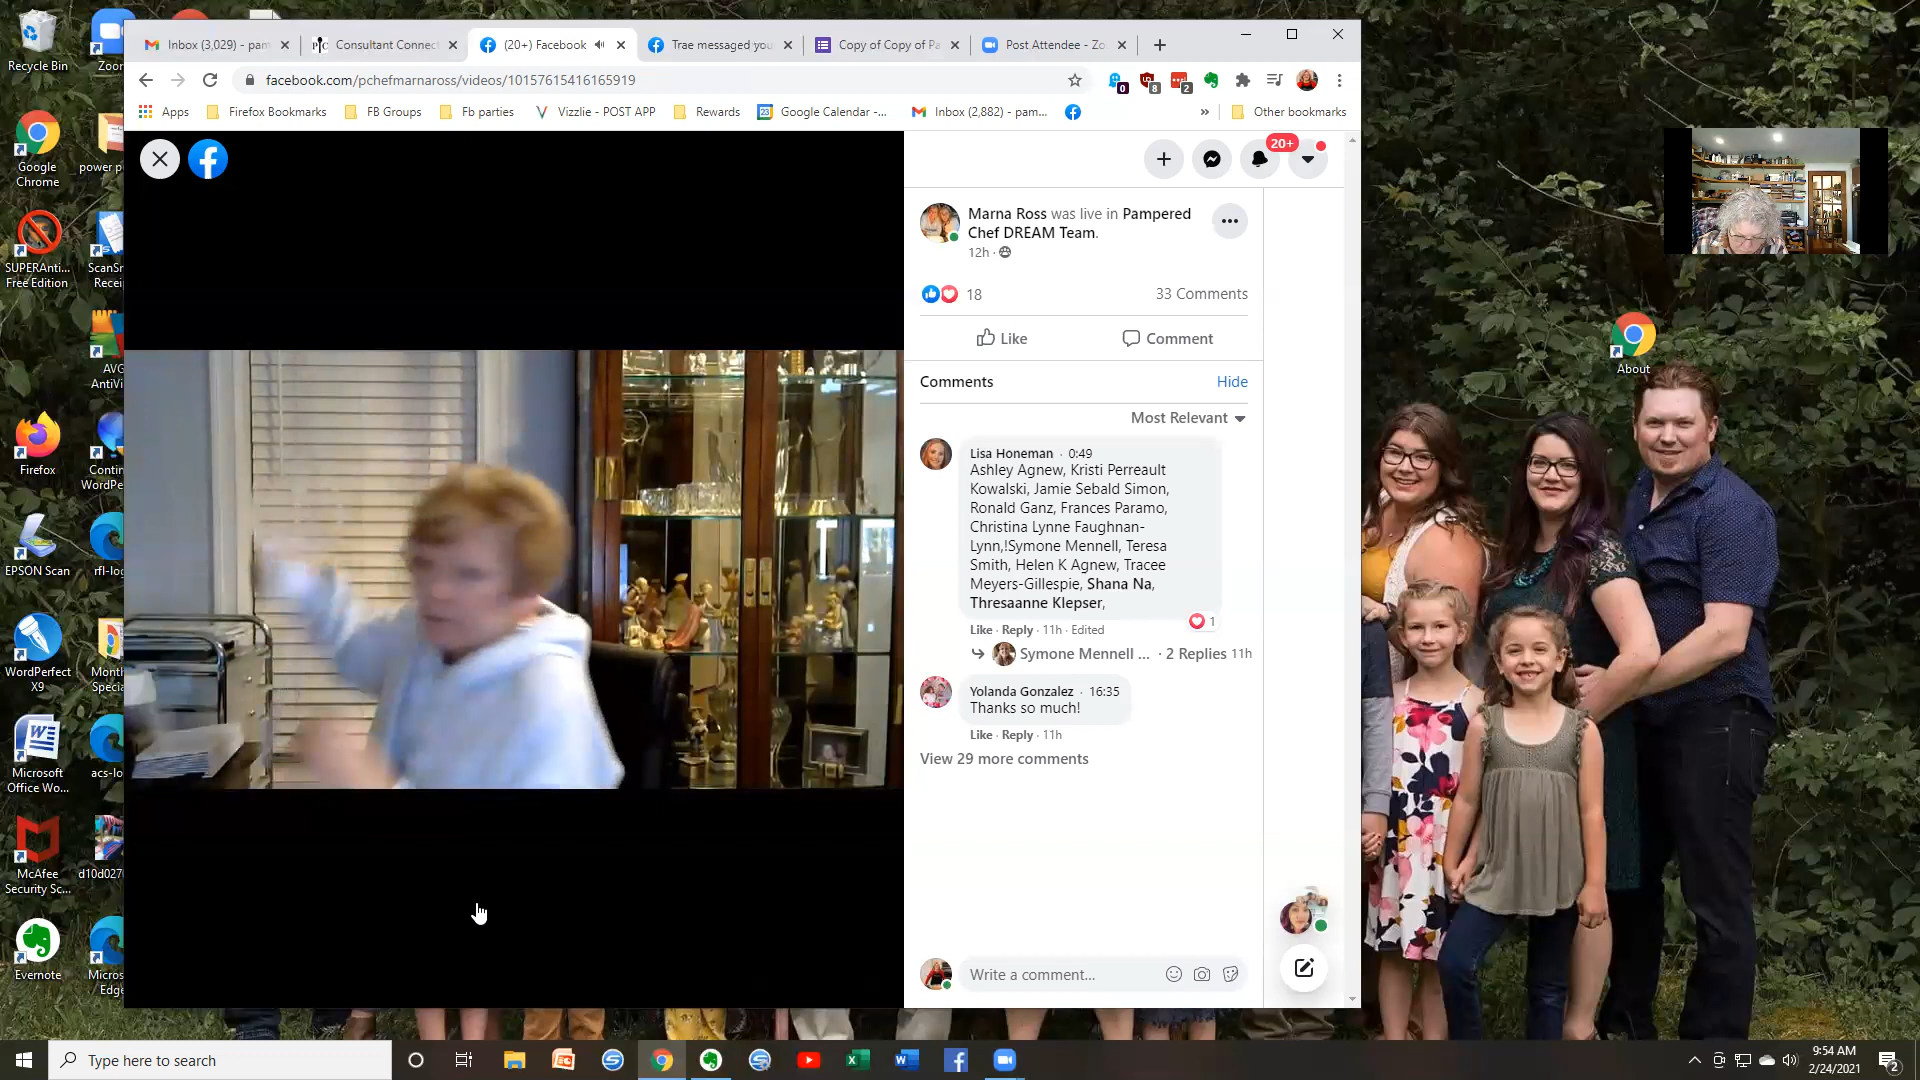 Recycle Bin
Zoom
Inbox (3,029) - pam
Consultant Connect
(20+) Facebook
Trae messaged you
Copy of Copy of Pa
Post Attendee - Zo
facebook.com/pchefmarnaross/videos/10157615416165919
0
8
2
Apps
Firefox Bookmarks
FB Groups
Fb parties
Vizzlie - POST APP
Rewards
Google Calendar -...
Inbox (2,882) - pam...
Other bookmarks
Google
Chrome
power p
SUPERAnti...
Free Edition
ScanSn
Recei
AVG
AntiVi
Firefox
Contin
WordPe
EPSON Scan
rfl-log
WordPerfect
X9
Month
Specia
Microsoft
Office Wo...
acs-lo
McAfee
Security Sc...
d10d027
Evernote
Micros
Edge
20+
Marna Ross was live in Pampered
Chef DREAM Team.
12h ·
18
33 Comments
Like
Comment
Comments
Hide
Most Relevant
Lisa Honeman · 0:49
Ashley Agnew, Kristi Perreault
Kowalski, Jamie Sebald Simon,
Ronald Ganz, Frances Paramo,
Christina Lynne Faughnan-
Lynn,!Symone Mennell, Teresa
Smith, Helen K Agnew, Tracee
Meyers-Gillespie, Shana Na,
Thresaanne Klepser,
1
Like · Reply · 11h · Edited
Symone Mennell ... · 2 Replies 11h
Yolanda Gonzalez · 16:35
Thanks so much!
Like · Reply · 11h
View 29 more comments
Write a comment...
About
Type here to search
9:54 AM
2/24/2021
2